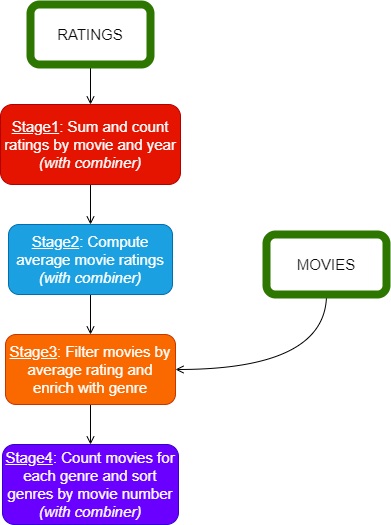 RATINGS
Stage1: Sum and count
ratings by movie and year
(with combiner)
Stage2: Compute
average movie ratings
(with combiner)
MOVIES
Stage3: Filter movies by
average rating and
enrich with genre
Stage4: Count movies for
each genre and sort
genres by movie number
(with combiner)